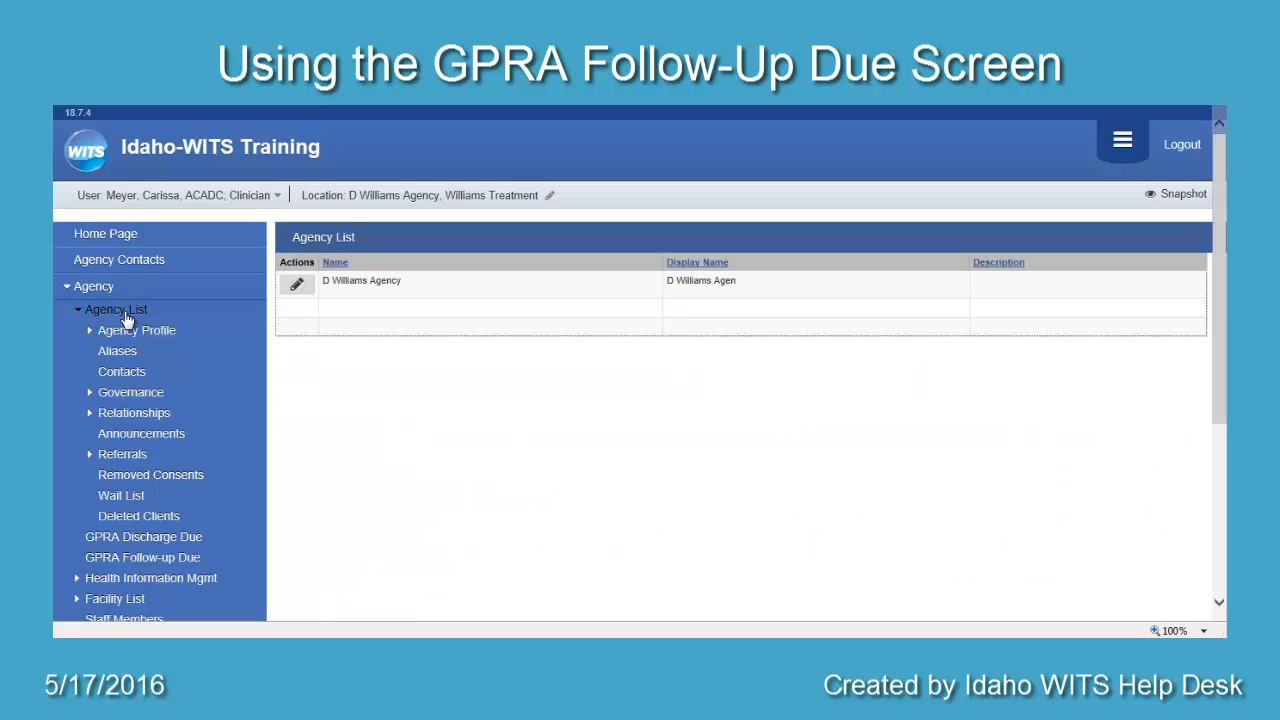 Using the GPRA Follow-Up Due Screen
18.7.4
WITS
Idaho-WITS Training
Logout
User: Meyer, Carissa, ACADC; Clinician
Location: D Williams Agency, Williams Treatment
Snapshot
Home Page
Agency Contacts
Agency
Agency List
Agency Profile
Aliases
Contacts
Governance
Relationships
Announcements
Referrals
Removed Consents
Wait List
Deleted Clients
GPRA Discharge Due
GPRA Follow-up Due
Health Information Mgmt
Facility List
Staff Members
Agency List
Actions Name Display Name Description
D Williams Agency D Williams Agen
100%
5/17/2016
Created by Idaho WITS Help Desk